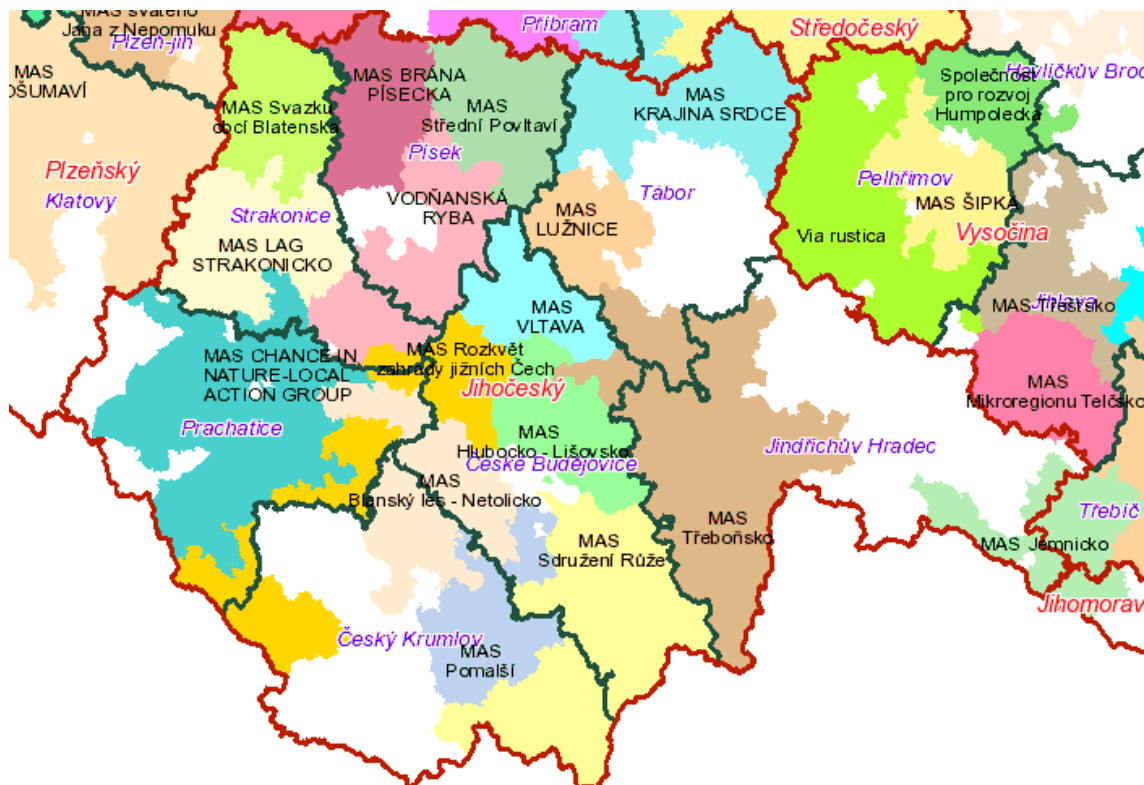 MAS svatého
Jana z Nepomuku
Plzeň-jih
Příbram
Středočeský
MAS
OŠUMAVÍ
MAS BRÁNA
PÍSECKA
MAS
Střední Povltaví
MAS
KRAJINA SRDCE
Společnost
pro rozvoj
Humpolecka
Havlíčkův Brod
MAS Svazku
obcí Blatenska
Plzeňský
Klatovy
Písek
Tábor
Pelhřimov
VODŇANSKÁ
RYBA
Strakonice
MAS
LUŽNICE
MAS ŠIPKA
Via rustica
Vysočina
MAS LAG
STRAKONICKO
MAS
VLTAVA
Jihlava
MAS Třešťsko
MAS CHANCE IN
NATURE-LOCAL
ACTION GROUP
MAS Rozkvět
zahrady jižních Čech
Jihočeský
MAS
Mikroregionu Telčsko
Prachatice
MAS
Hlubocko - Lišovsko
České Budějovice
Jindřichův Hradec
MAS
Blanský les - Netolicko
MAS
Třeboňsko
Třebíč
MAS
Sdružení Růže
MAS Jemnicko
Jihomorav
Český Krumlov
MAS
Pomalší